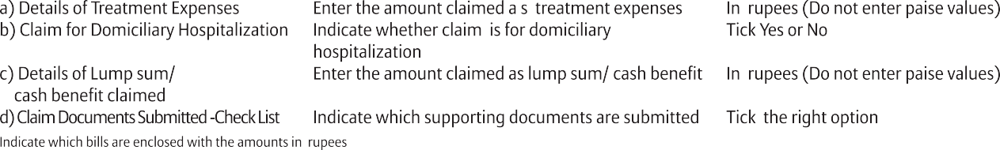 a) Details of Treatment Expenses Enter the amount claimed a s treatment expenses In rupees (Do not enter paise values)
b) Claim for Domiciliary Hospitalization Indicate whether claim is for domiciliary Tick Yes or No
hospitalization
c) Details of Lump sum/ Enter the amount claimed as lump sum/ cash benefit In rupees (Do not enter paise values)
cash benefit claimed
d) Claim Documents Submitted -Check List Indicate which supporting documents are submitted Tick the right option
Indicate which bills are enclosed with the amounts in rupees